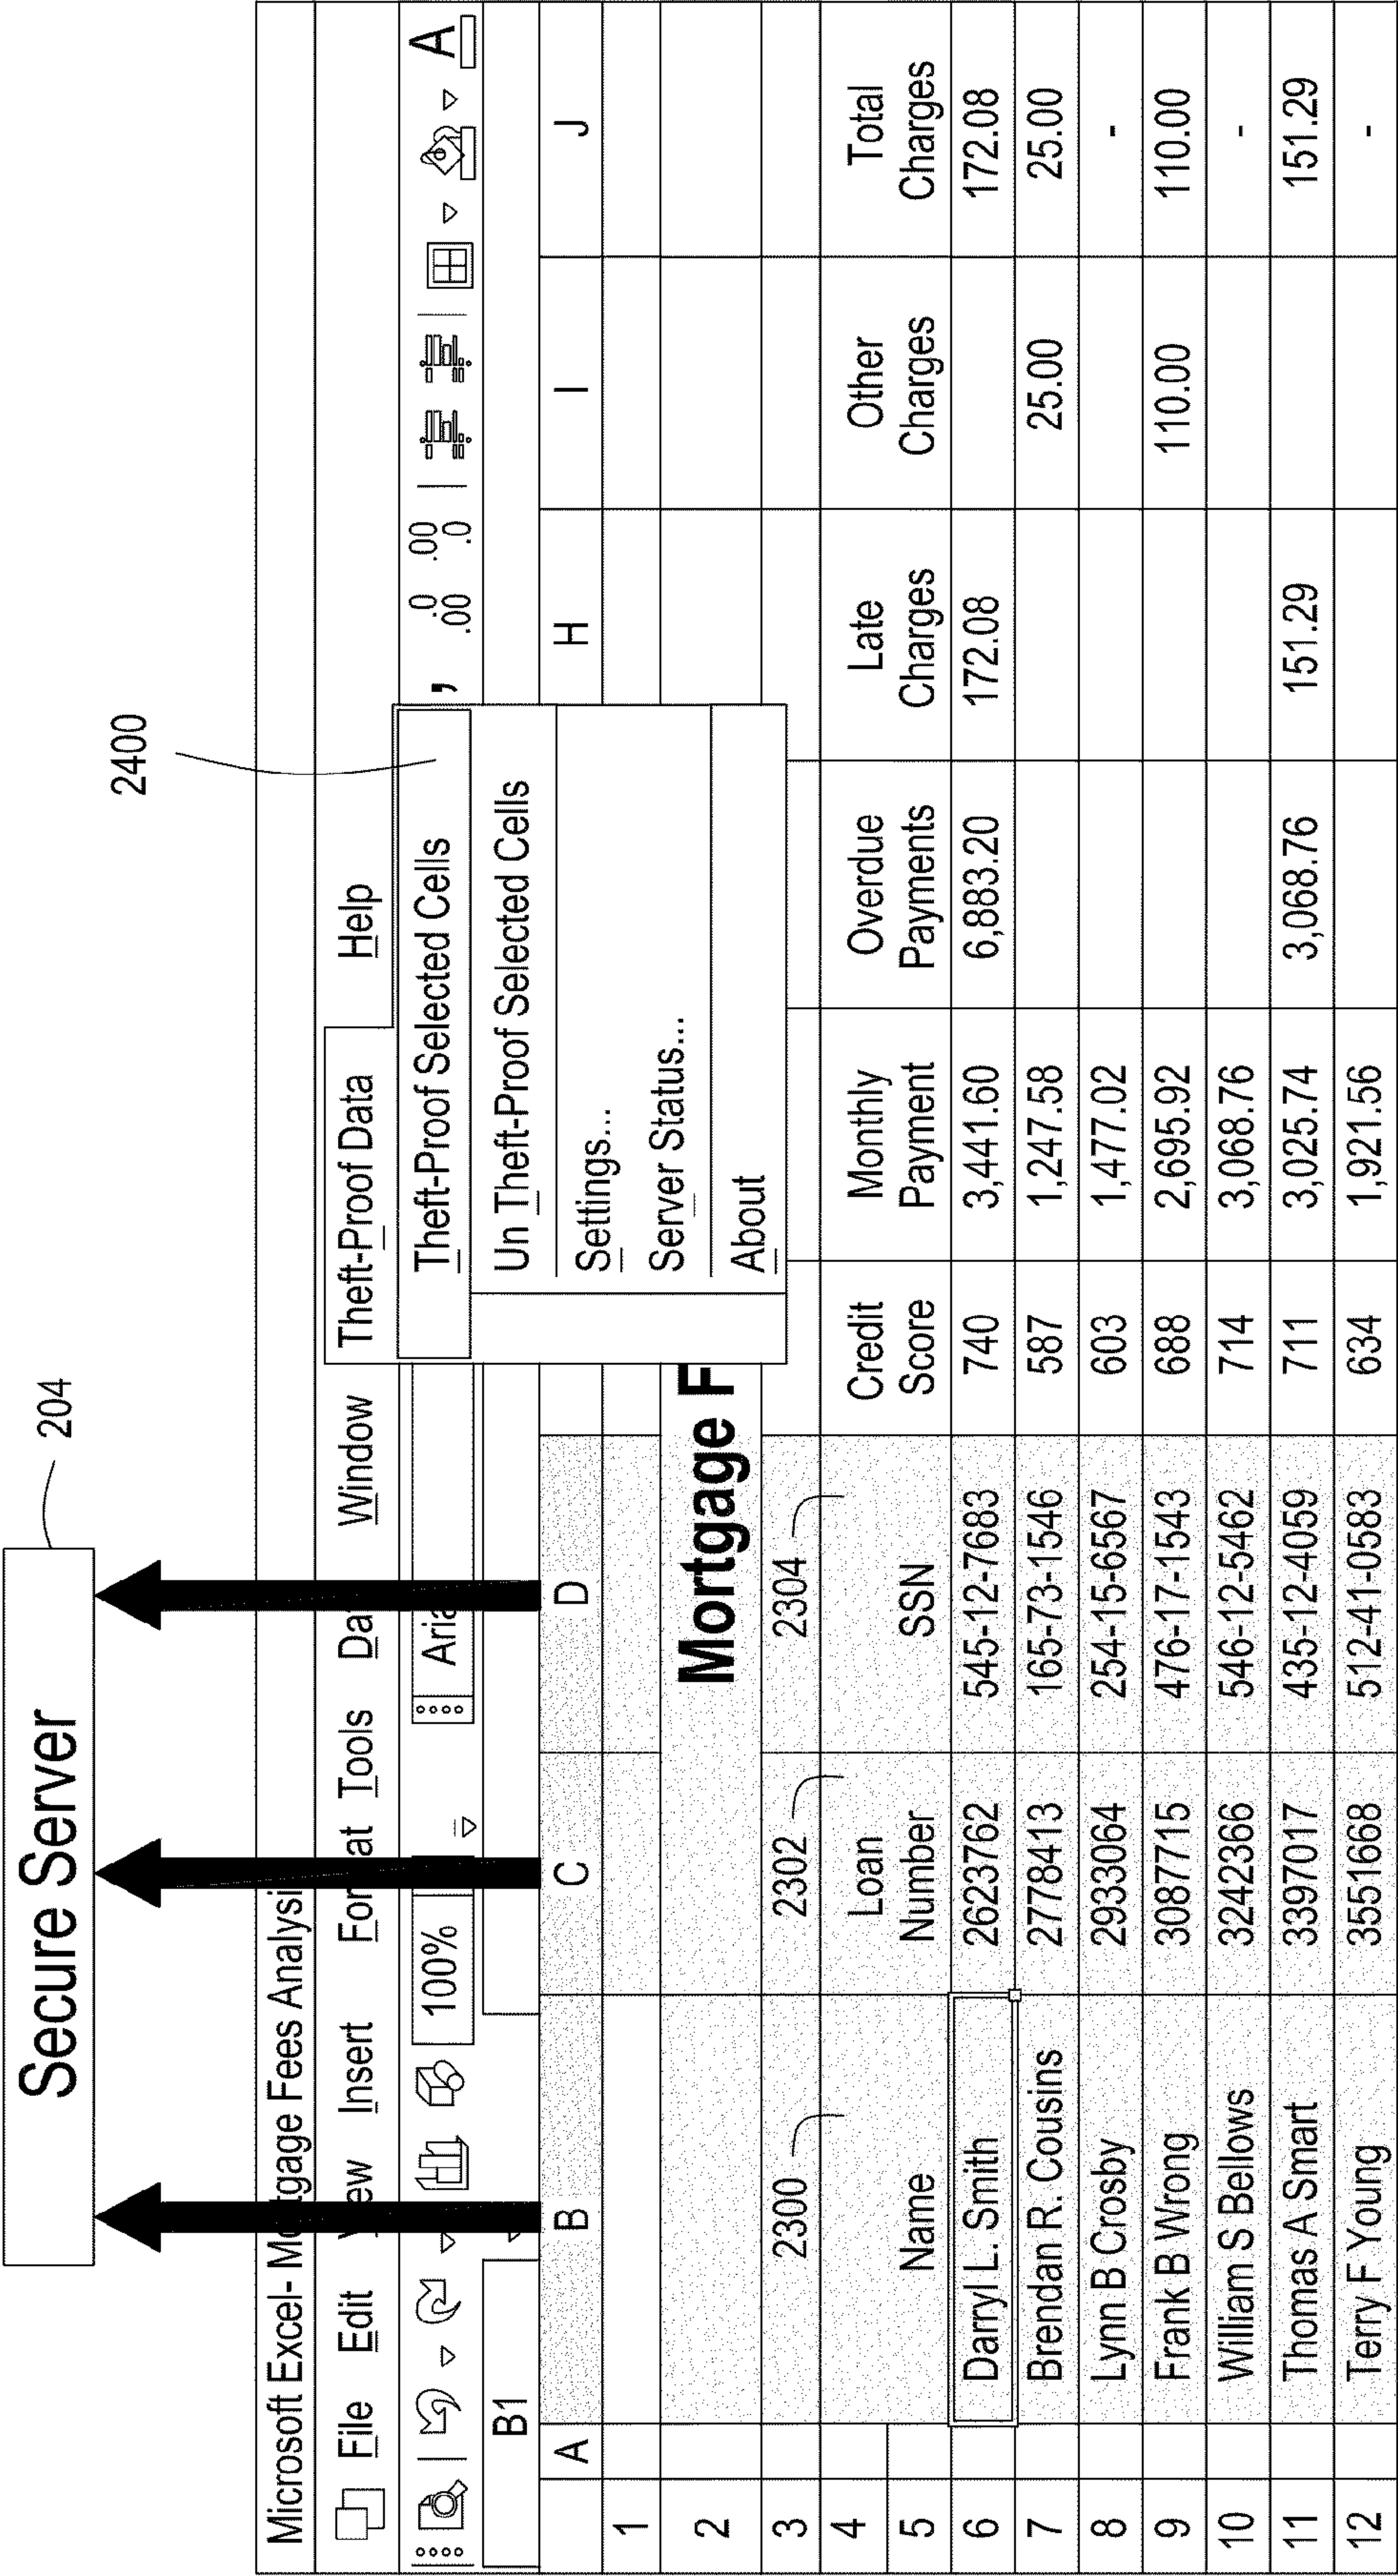 Secure Server
204
2400
Microsoft Excel- Mo tgage Fees Analysi
File Edit V ew Insert For at Tools Da Window Theft-Proof Data Help
100% Aria , .0 .00 .00 .0 A
B1
Theft-Proof Selected Cells
Un Theft-Proof Selected Cells
Settings...
Server Status...
About
A B C D H I J
1
2 Mortgage F
3 2300 2302 2304
4 Loan Credit Monthly Overdue Late Other Total
5 Name Number SSN Score Payment Payments Charges Charges Charges
6 Darryl L. Smith 2623762 545-12-7683 740 3,441.60 6,883.20 172.08 172.08
7 Brendan R. Cousins 2778413 165-73-1546 587 1,247.58 25.00 25.00
8 Lynn B Crosby 2933064 254-15-6567 603 1,477.02 -
9 Frank B Wrong 3087715 476-17-1543 688 2,695.92 110.00 110.00
10 William S Bellows 3242366 546-12-5462 714 3,068.76 -
11 Thomas A Smart 3397017 435-12-4059 711 3,025.74 3,068.76 151.29 151.29
12 Terry F Young 3551668 512-41-0583 634 1,921.56 -